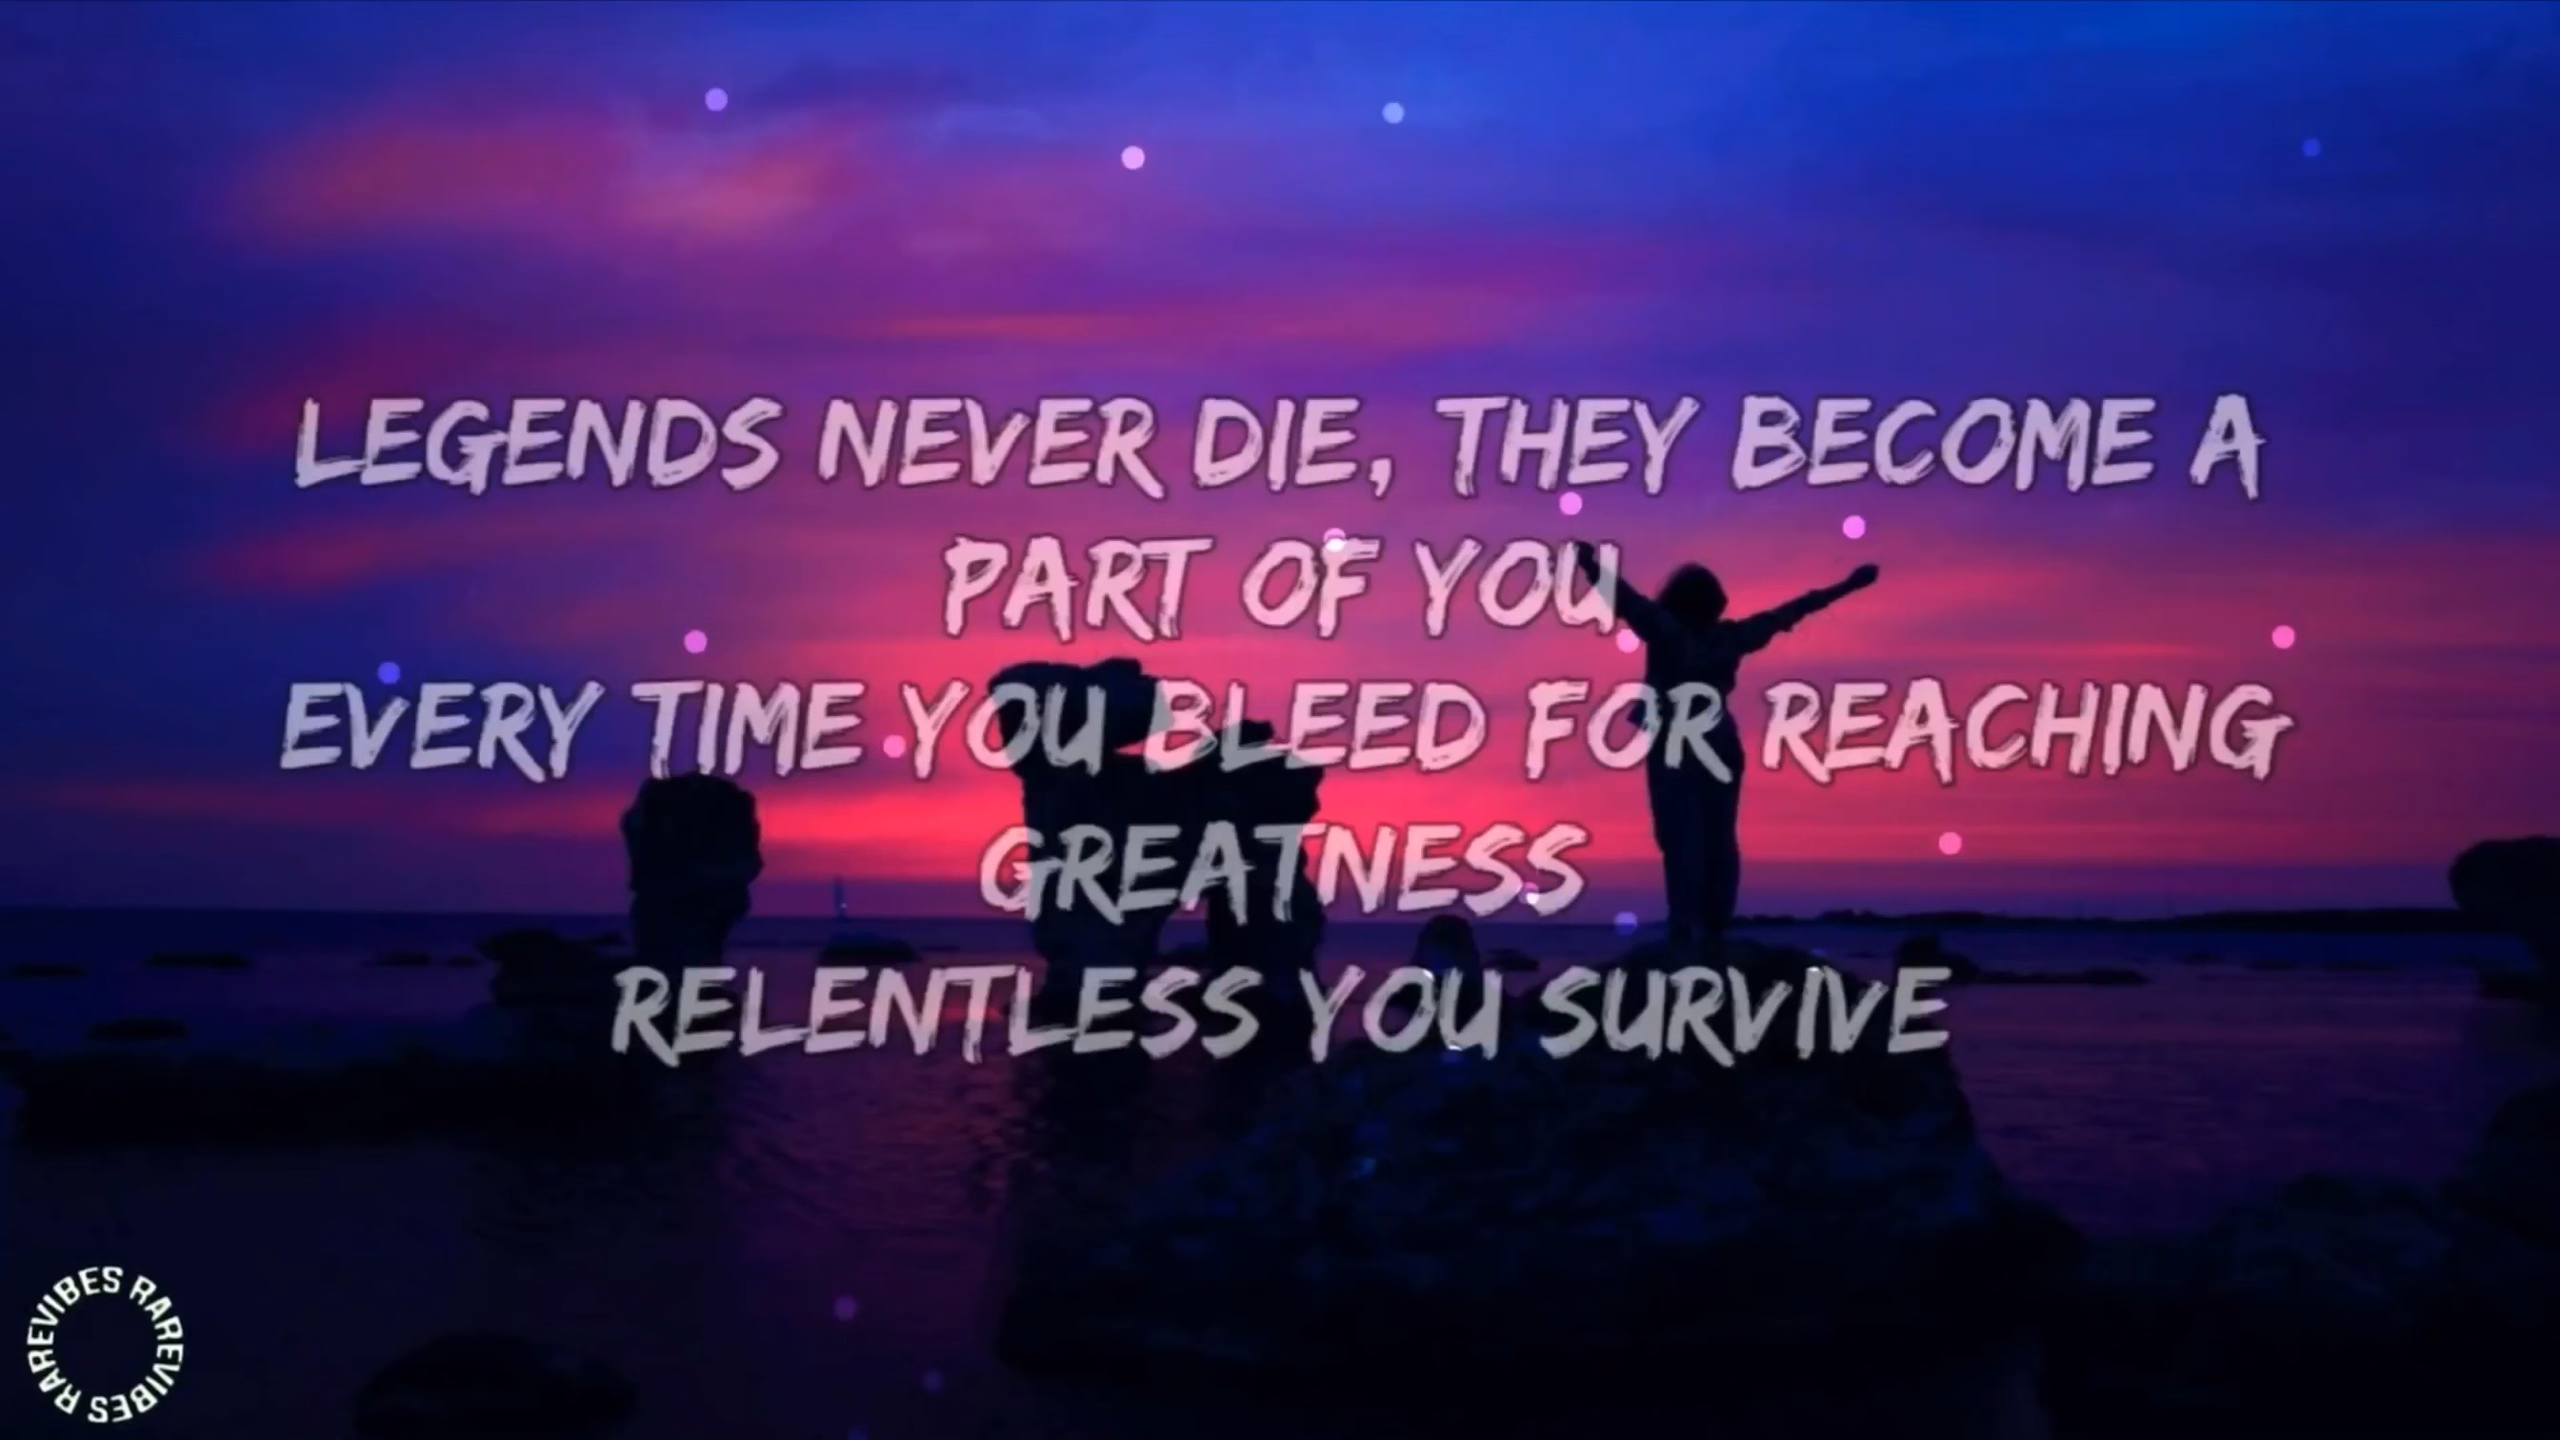 LEGENDS NEVER DIE, THEY BECOME A
PART OF YOU
EVERY TIME YOU BLEED FOR REACHING
GREATNESS
RELENTLESS YOU SURVIVE
RAREVIBES RAREVIBES RAREVIBES